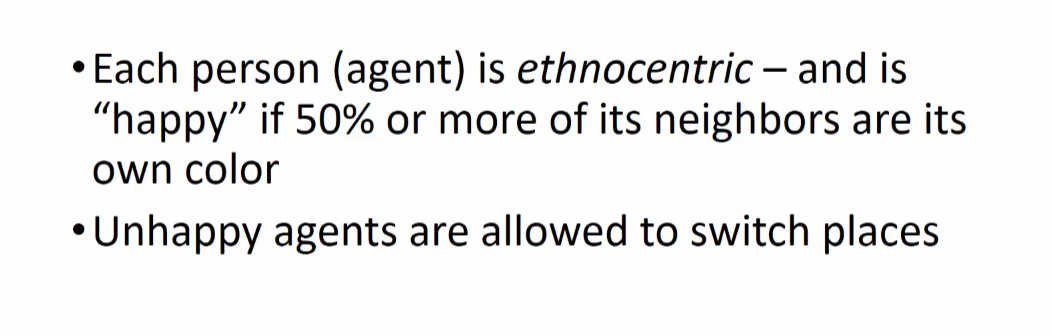 •Each person (agent) is ethnocentric – and is
“happy” if 50% or more of its neighbors are its
own color
•Unhappy agents are allowed to switch places